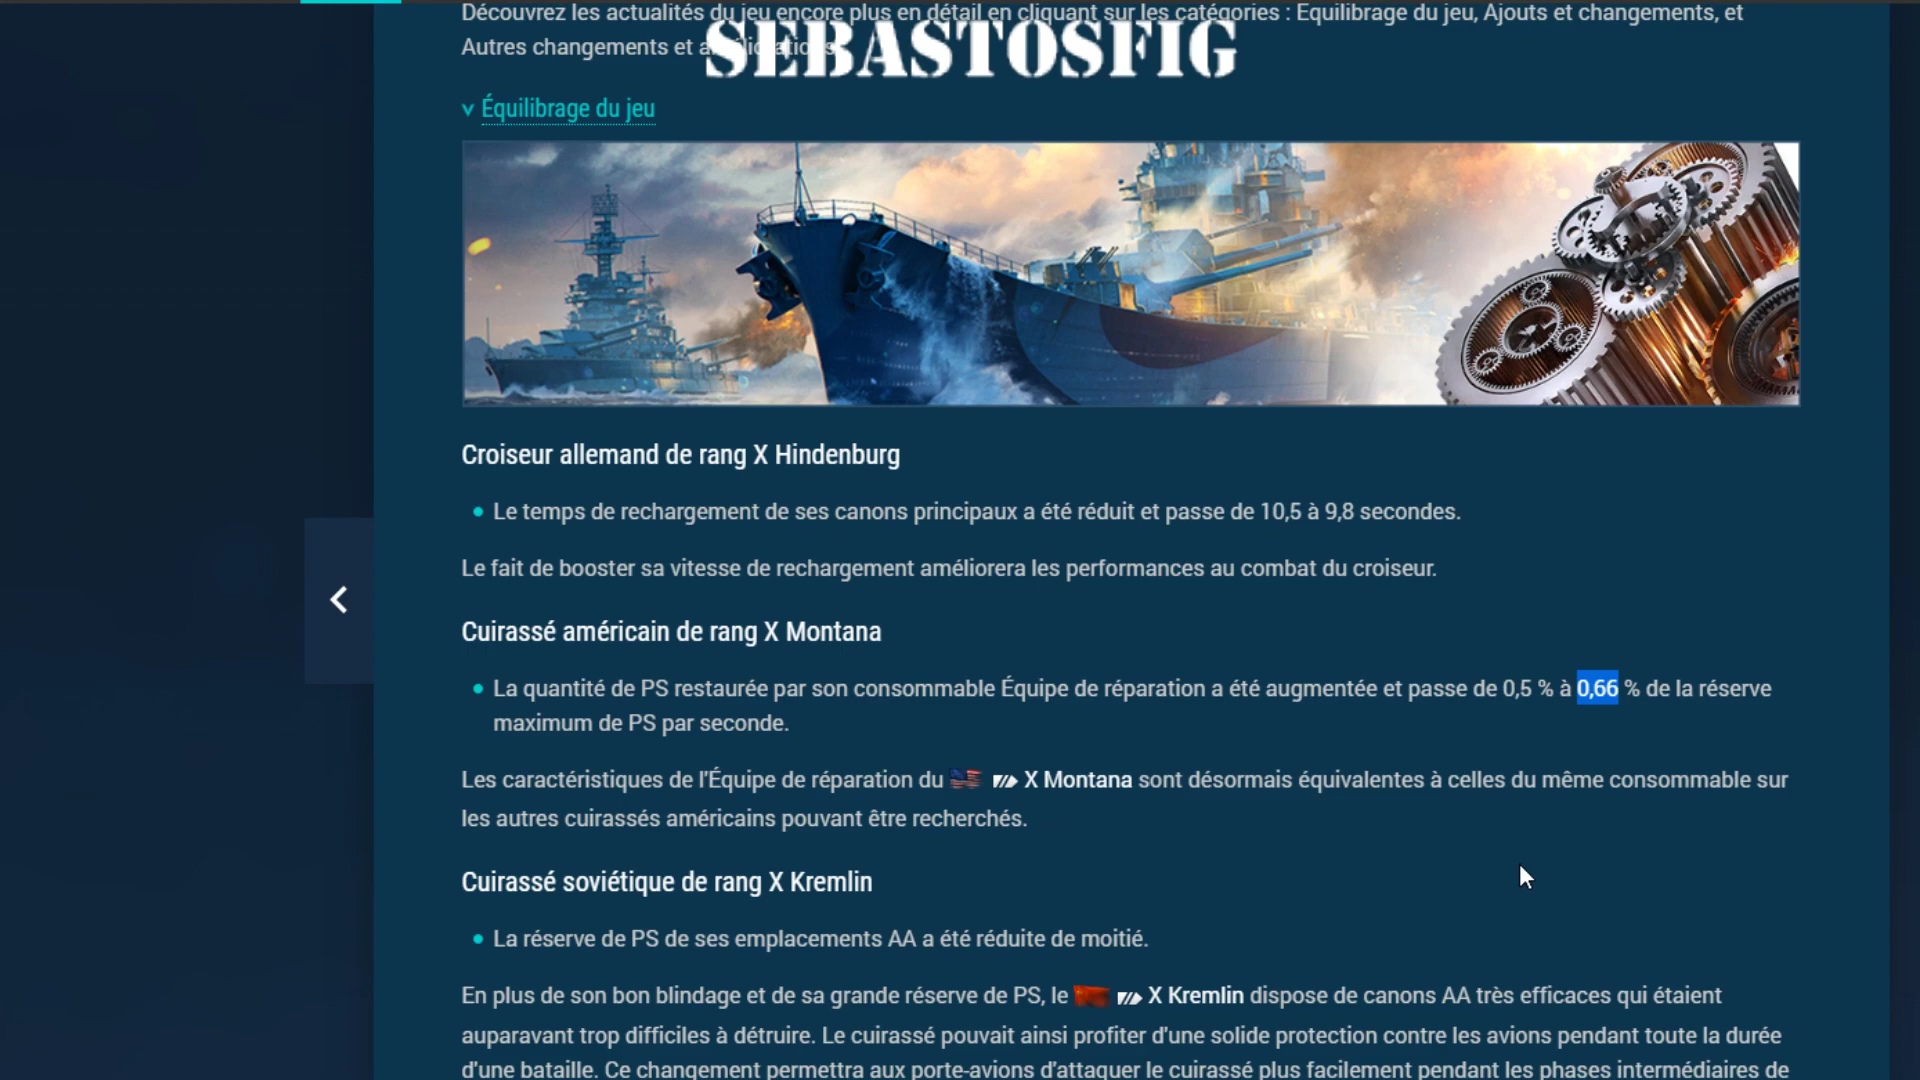 Découvrez les actualités du jeu encore plus en détail en cliquant sur les catégories : Équilibrage du jeu, Ajouts et changements, et
Autres changements et améliorations.
SEBASTOSFIG
Équilibrage du jeu
Croiseur allemand de rang X Hindenburg
• Le temps de rechargement de ses canons principaux a été réduit et passe de 10,5 à 9,8 secondes.
Le fait de booster sa vitesse de rechargement améliorera les performances au combat du croiseur.
Cuirassé américain de rang X Montana
• La quantité de PS restaurée par son consommable Équipe de réparation a été augmentée et passe de 0,5 % à 0,66 % de la réserve
maximum de PS par seconde.
Les caractéristiques de l'Équipe de réparation du X Montana sont désormais équivalentes à celles du même consommable sur
les autres cuirassés américains pouvant être recherchés.
Cuirassé soviétique de rang X Kremlin
• La réserve de PS de ses emplacements AA a été réduite de moitié.
En plus de son bon blindage et de sa grande réserve de PS, le X Kremlin dispose de canons AA très efficaces qui étaient
auparavant trop difficiles à détruire. Le cuirassé pouvait ainsi profiter d'une solide protection contre les avions pendant toute la durée
d'une bataille. Ce changement permettra aux porte-avions d'attaquer le cuirassé plus facilement pendant les phases intermédiaires de